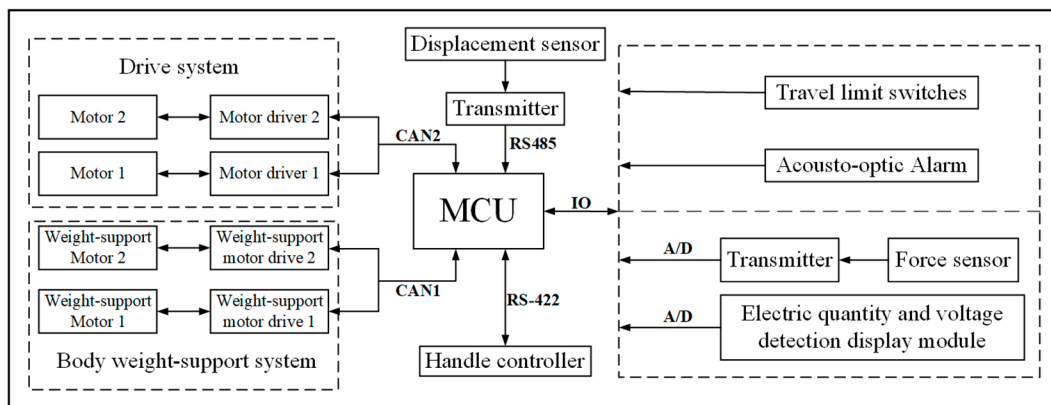 Drive system
Motor 2
Motor driver 2
Motor 1
Motor driver 1
CAN2
Weight-support
Motor 2
Weight-support
motor drive 2
Weight-support
Motor 1
Weight-support
motor drive 1
CAN1
Body weight-support system
Displacement sensor
Transmitter
RS485
MCU
IO
RS-422
Handle controller
Travel limit switches
Acousto-optic Alarm
A/D
Transmitter
Force sensor
A/D
Electric quantity and voltage
detection display module